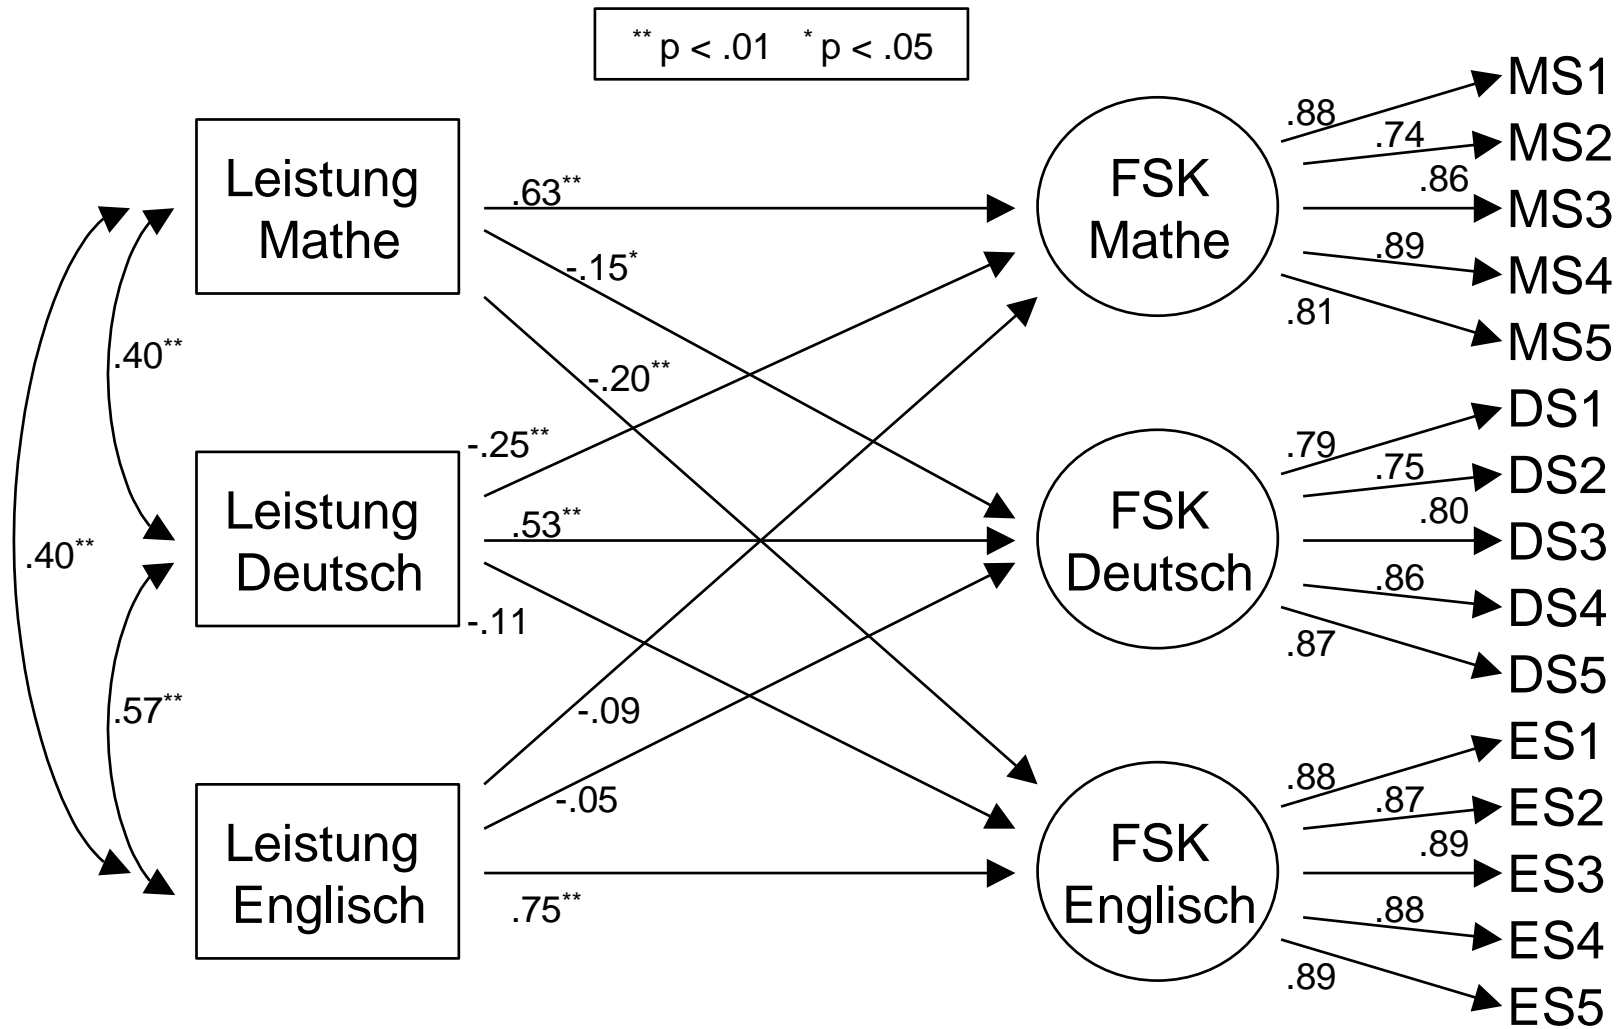 ** p < .01 * p < .05
Leistung
Mathe
Leistung
Deutsch
Leistung
Englisch
.40**
.40**
.57**
.63**
-.15*
-.20**
-.25**
.53**
-.11
-.09
-.05
.75**
FSK
Mathe
FSK
Deutsch
FSK
Englisch
.88
MS1
.74
MS2
.86
MS3
.89
MS4
.81
MS5
.79
DS1
.75
DS2
.80
DS3
.86
DS4
.87
DS5
.88
ES1
.87
ES2
.89
ES3
.88
ES4
.89
ES5